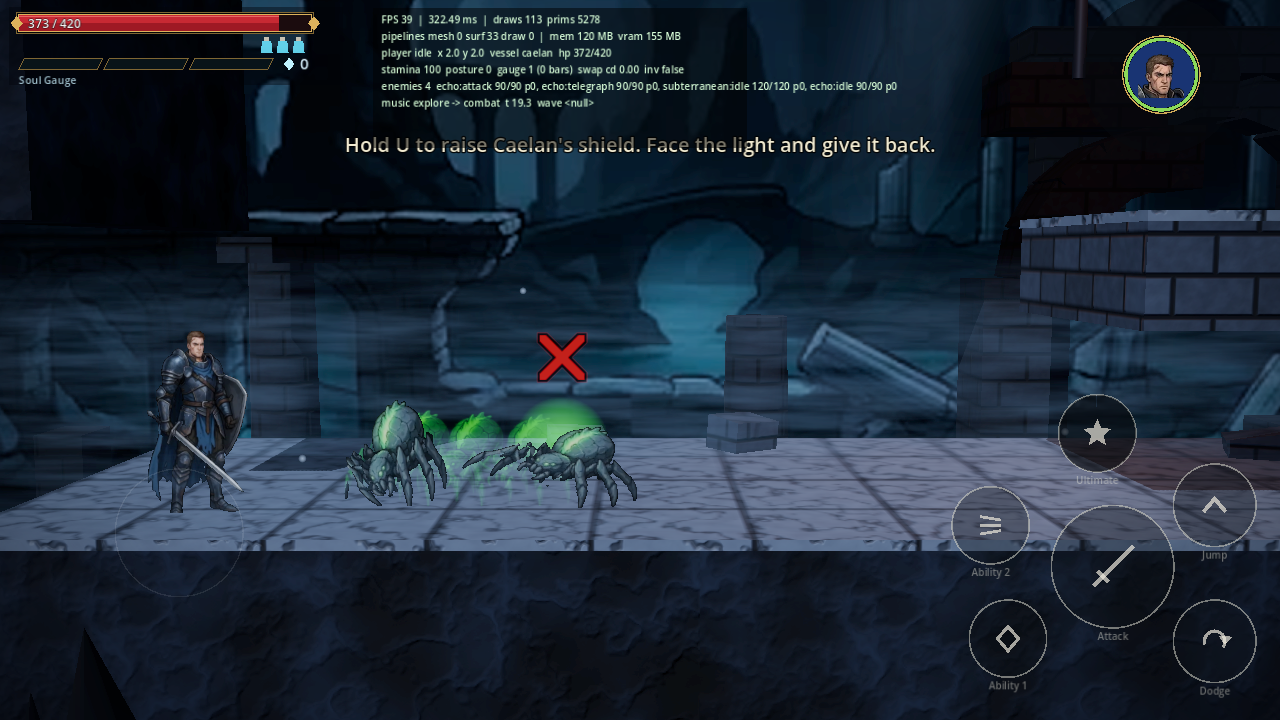 373 / 420
0
Soul Gauge
FPS 39 | 322.49 ms | draws 113 prims 5278
pipelines mesh 0 surf 33 draw 0 | mem 120 MB vram 155 MB
player idle x 2.0 y 2.0 vessel caelan hp 372/420
stamina 100 posture 0 gauge 1 (0 bars) swap cd 0.00 inv false
enemies 4 echo:attack 90/90 p0, echo:telegraph 90/90 p0, subterranean:idle 120/120 p0, echo:idle 90/90 p0
music explore -> combat t 19.3 wave <null>
Hold U to raise Caelan's shield. Face the light and give it back.
Ultimate
Jump
Ability 2
Attack
Ability 1
Dodge